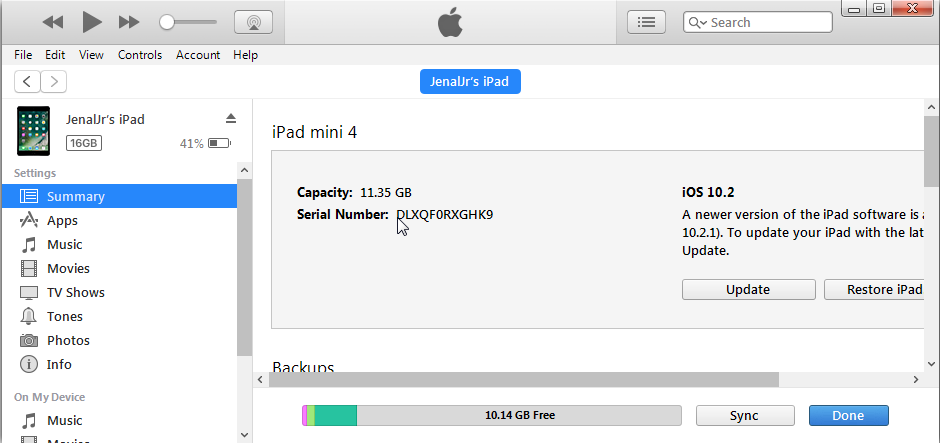 Search
File Edit View Controls Account Help
JenalJr's iPad
JenalJr's iPad
16GB 41%
Settings
Summary
Apps
Music
Movies
TV Shows
Tones
Photos
Info
On My Device
Music
Movies
iPad mini 4
Capacity: 11.35 GB
Serial Number: DLXQF0RXGHK9
iOS 10.2
A newer version of the iPad software is a
10.2.1). To update your iPad with the lat
Update.
Update Restore iPad
Backups
10.14 GB Free Sync Done